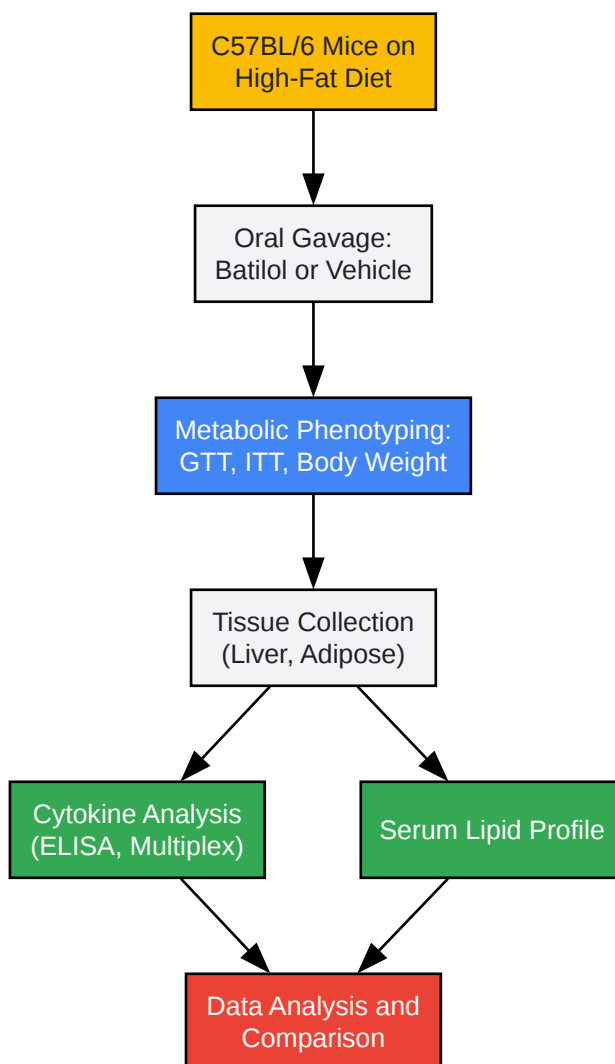 C57BL/6 Mice on
High-Fat Diet
Oral Gavage:
Batilol or Vehicle
Metabolic Phenotyping:
GTT, ITT, Body Weight
Tissue Collection
(Liver, Adipose)
Cytokine Analysis
(ELISA, Multiplex)
Serum Lipid Profile
Data Analysis and
Comparison